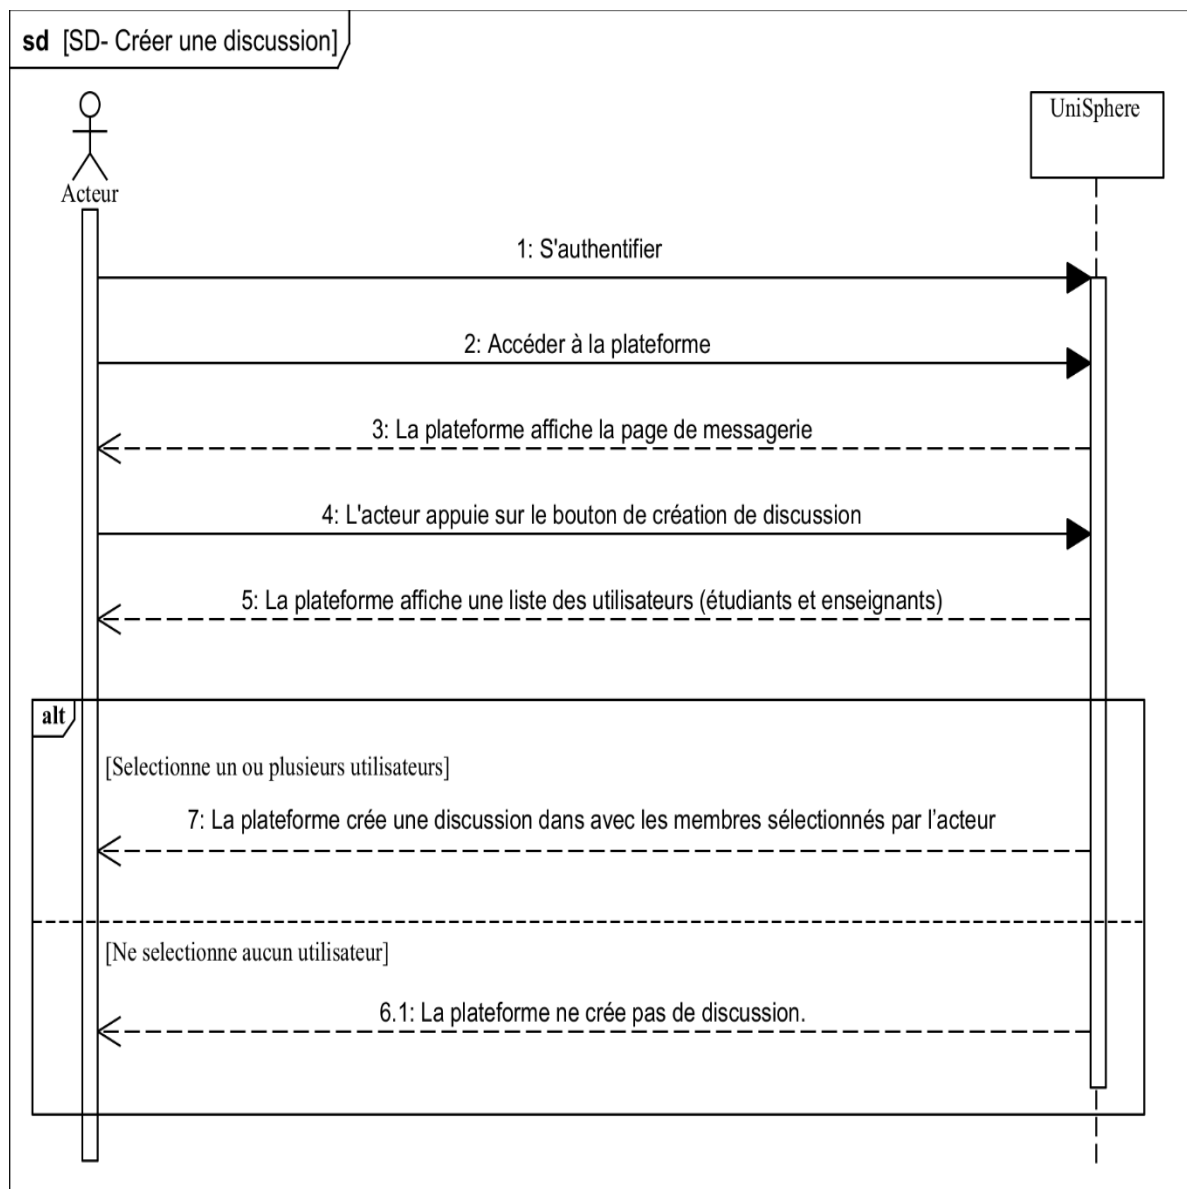 sd [SD- Créer une discussion]
UniSphere
Acteur
1: S'authentifier
2: Accéder à la plateforme
3: La plateforme affiche la page de messagerie
4: L'acteur appuie sur le bouton de création de discussion
5: La plateforme affiche une liste des utilisateurs (étudiants et enseignants)
alt
[Selectionne un ou plusieurs utilisateurs]
7: La plateforme crée une discussion dans avec les membres sélectionnés par l’acteur
[Ne selectionne aucun utilisateur]
6.1: La plateforme ne crée pas de discussion.